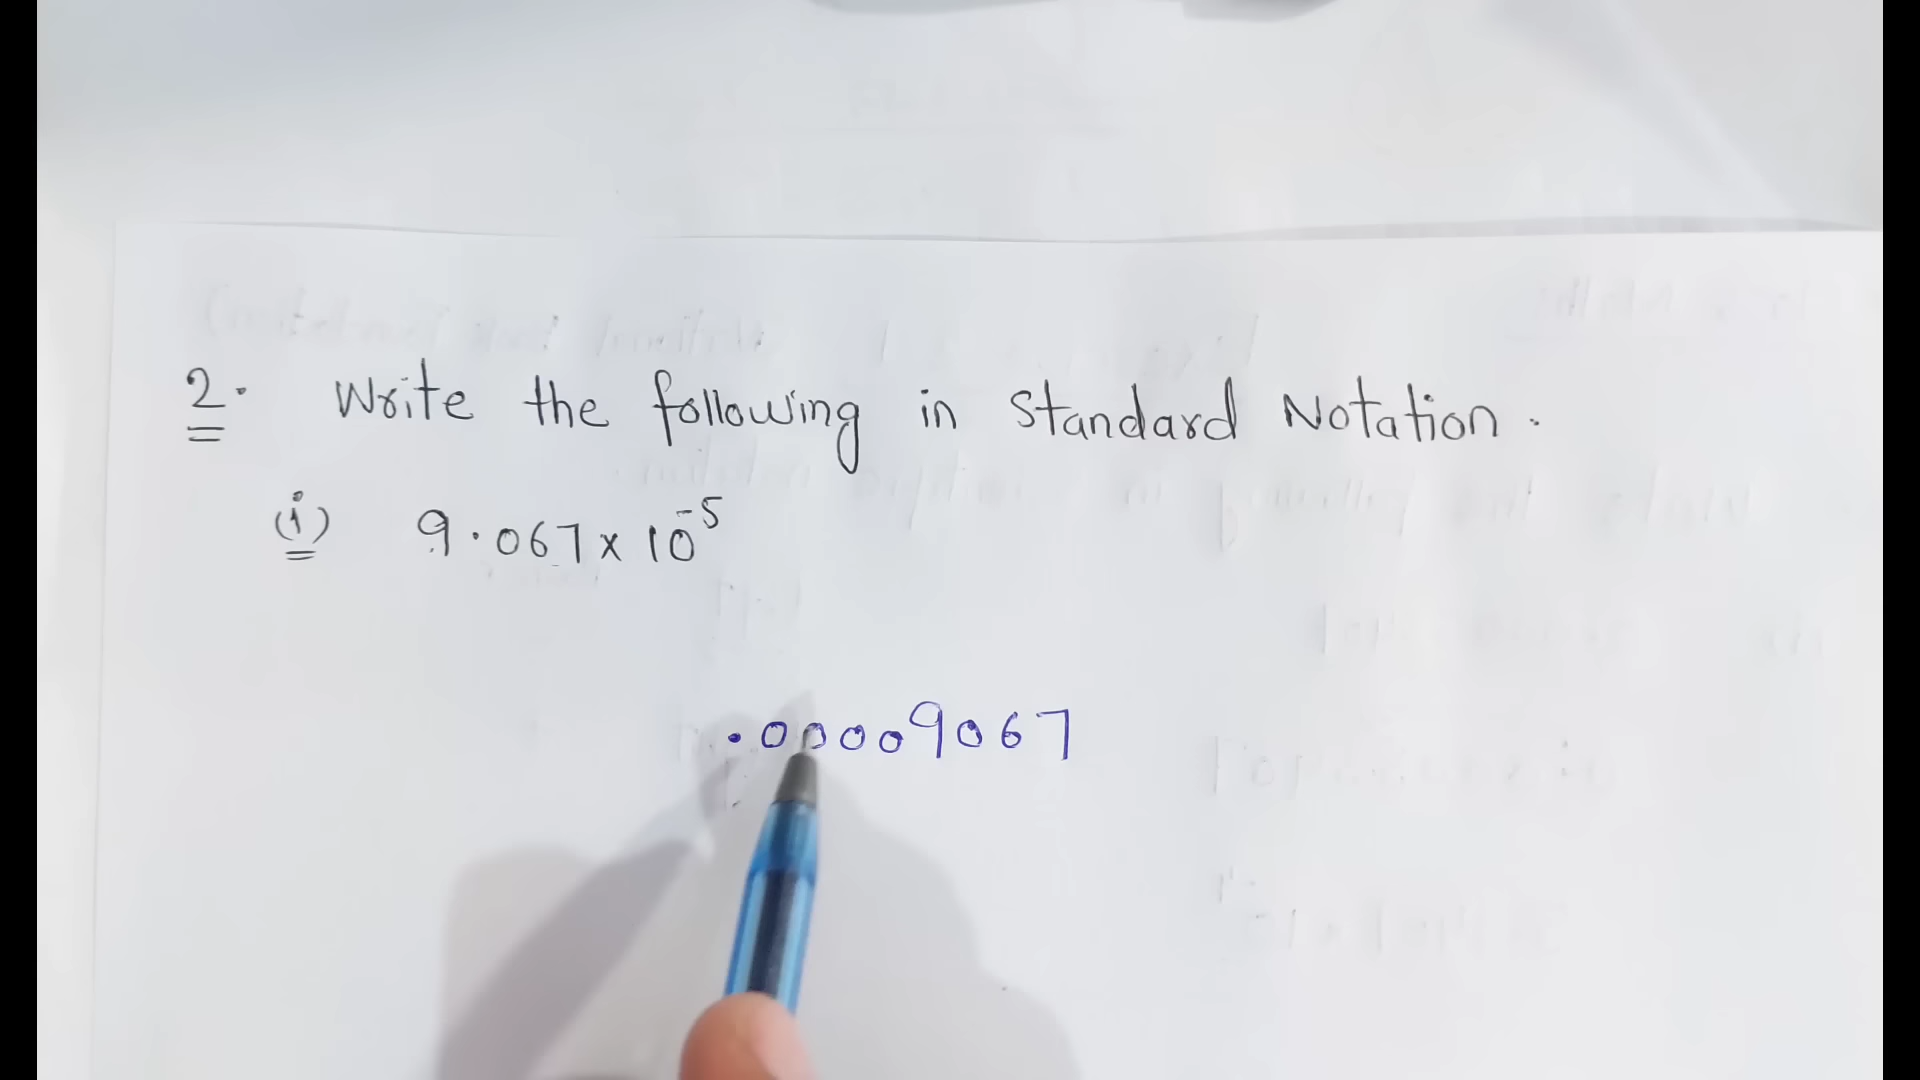 2. Write the following in Standard Notation.
(i) 9.067 x 10⁻⁵
.00009067